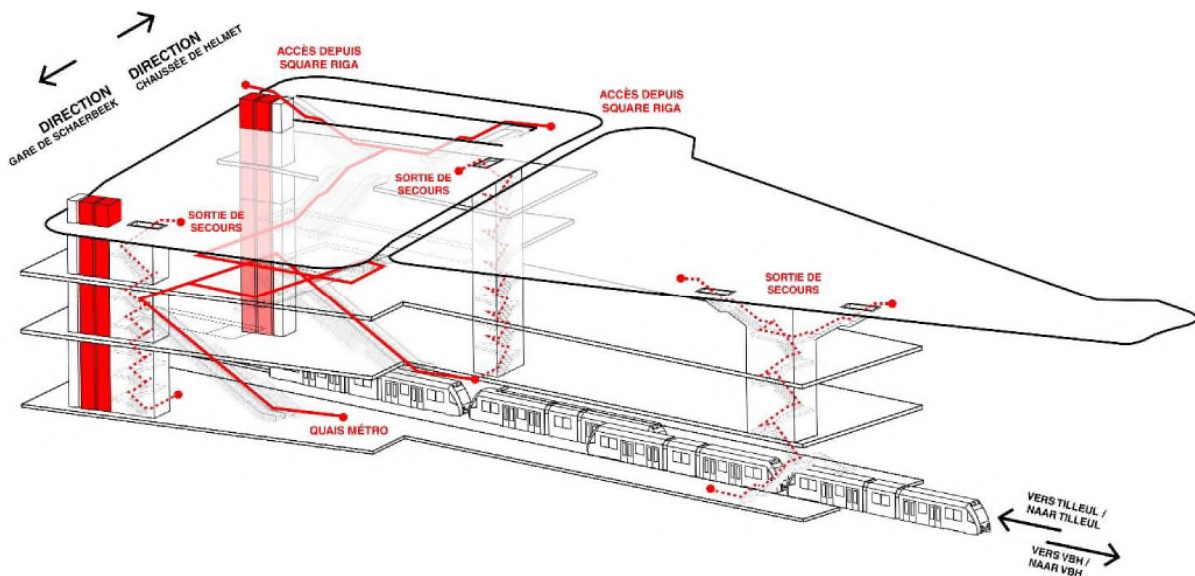 DIRECTION
CHAUSSÉE DE HELMET
DIRECTION
GARE DE SCHAERBEEK
ACCÈS DEPUIS
SQUARE RIGA
ACCÈS DEPUIS
SQUARE RIGA
SORTIE DE
SECOURS
SORTIE DE
SECOURS
SORTIE DE
SECOURS
QUAIS MÉTRO
VERS TILLEUL /
NAAR TILLEUL
VERS VBH /
NAAR VBH